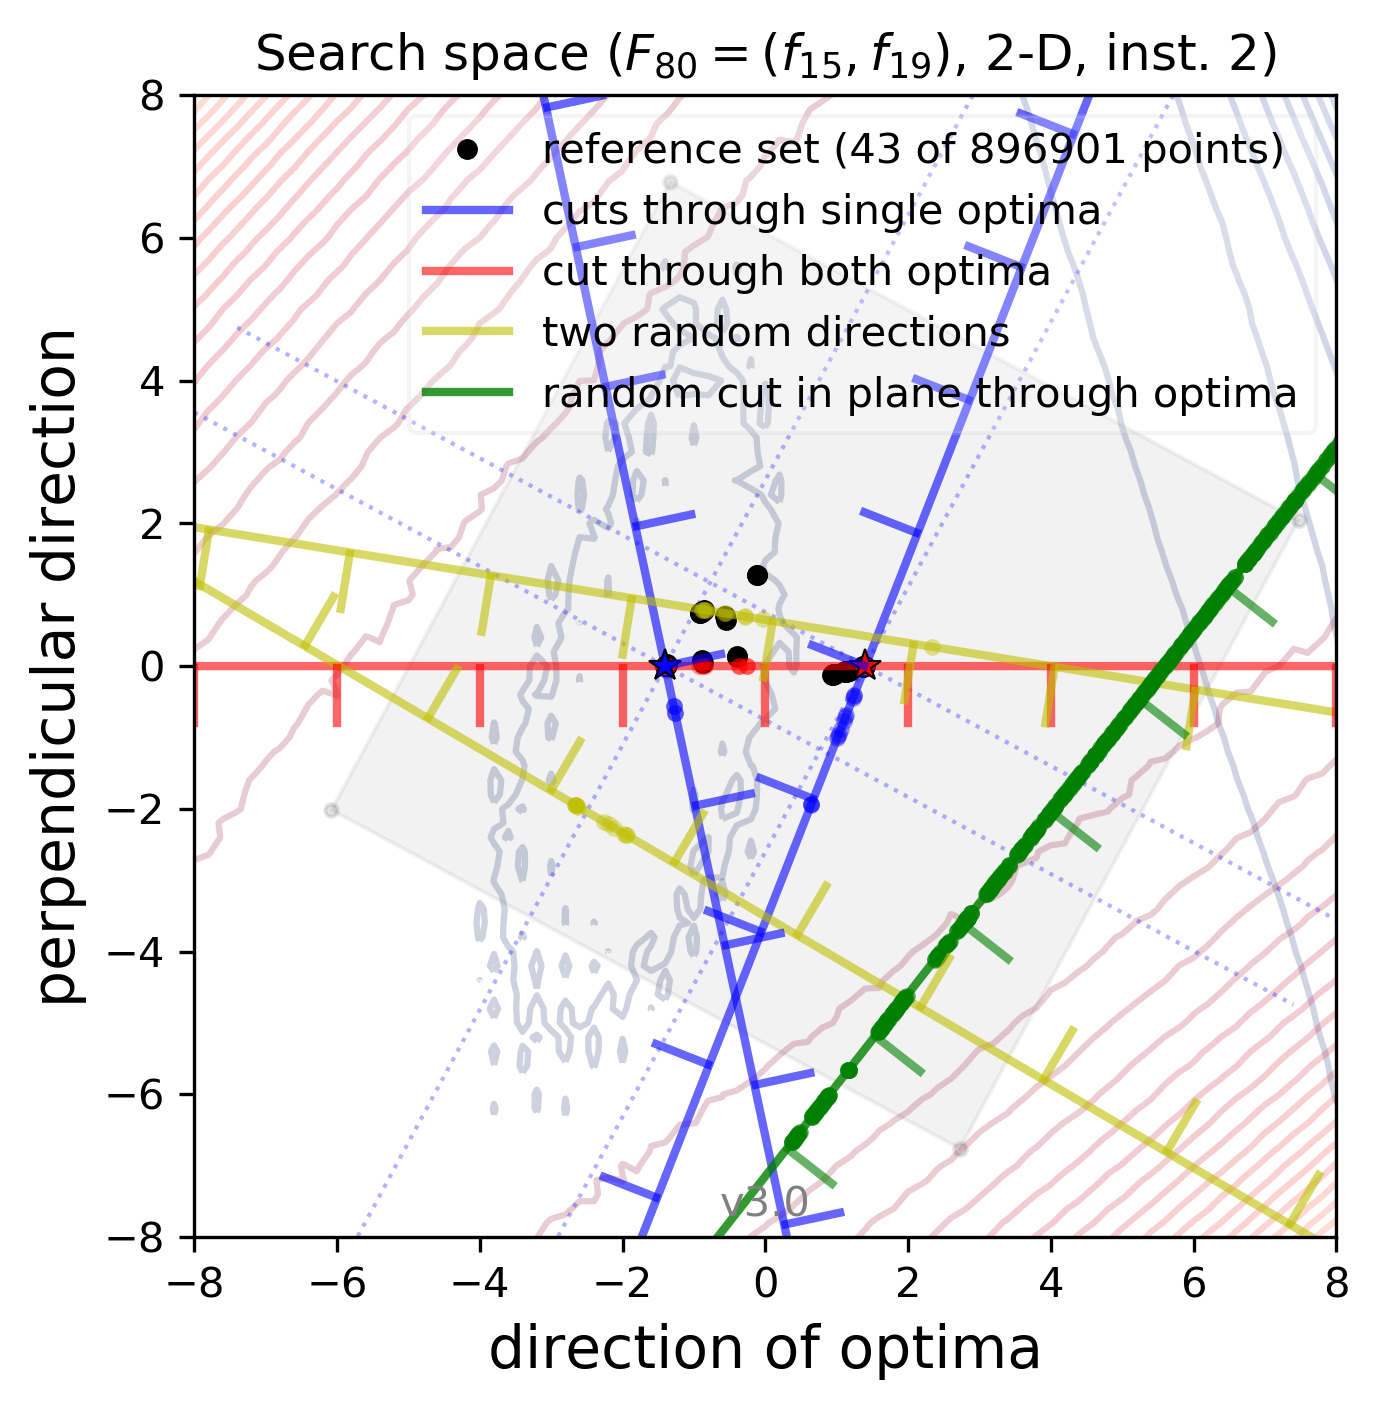 Search space (F80 = (f15, f19), 2-D, inst. 2)
perpendicular direction
8
6
4
2
0
−2
−4
−6
−8
reference set (43 of 896901 points)
cuts through single optima
cut through both optima
two random directions
random cut in plane through optima
v3.0
−8 −6 −4 −2 0 2 4 6 8
direction of optima